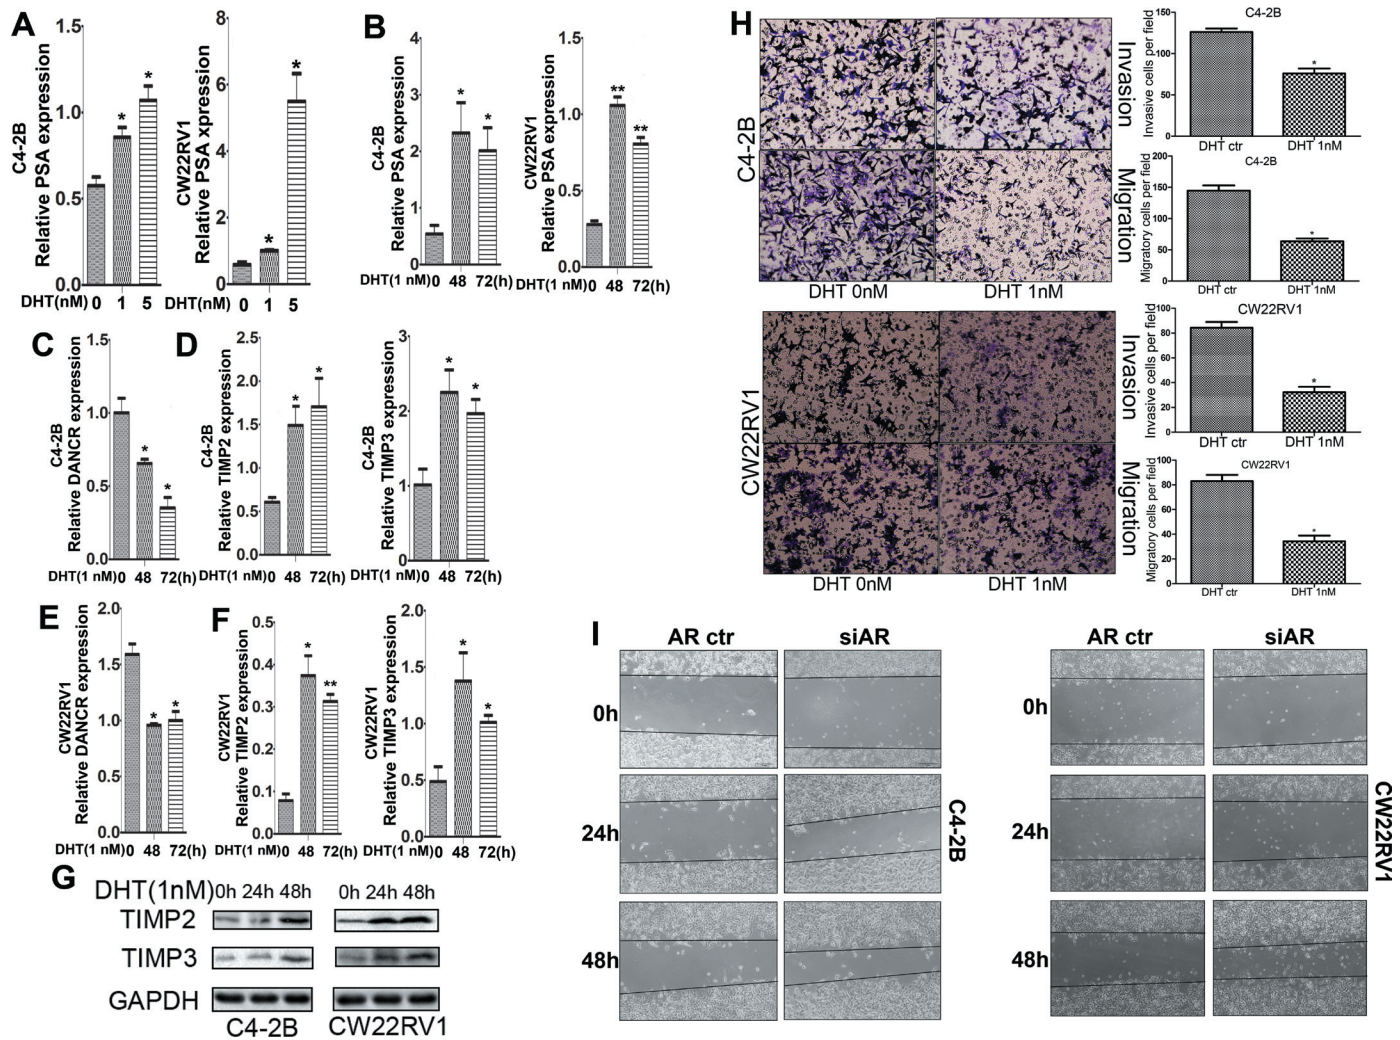 A
C4-2B
Relative PSA expression
1.5
1.0
0.5
0.0
*
*
DHT(nM) 0 1 5
CW22RV1
Relative PSA xpression
8
6
4
2
0
*
*
DHT(nM) 0 1 5
B
C4-2B
Relative PSA expression
4
3
2
1
0
*
*
DHT(1 nM) 0 48 72(h)
CW22RV1
Relative PSA expression
1.5
1.0
0.5
0.0
**
**
DHT(1 nM) 0 48 72(h)
C
C4-2B
Relative DANCR expression
1.5
1.0
0.5
0.0
*
*
DHT(1 nM) 0 48 72(h)
D
C4-2B
Relative TIMP2 expression
2.5
2.0
1.5
1.0
0.5
0.0
*
*
DHT(1 nM) 0 48 72(h)
C4-2B
Relative TIMP3 expression
3
2
1
0
*
*
DHT(1 nM) 0 48 72(h)
E
CW22RV1
Relative DANCR expression
2.0
1.5
1.0
0.5
0.0
*
*
DHT(1 nM) 0 48 72(h)
F
CW22RV1
Relative TIMP2 expression
0.5
0.4
0.3
0.2
0.1
0.0
*
**
DHT(1 nM) 0 48 72(h)
CW22RV1
Relative TIMP3 expression
2.0
1.5
1.0
0.5
0.0
*
*
DHT(1 nM) 0 48 72(h)
G
DHT(1nM) 0h 24h 48h 0h 24h 48h
TIMP2
TIMP3
GAPDH
C4-2B CW22RV1
H
C4-2B
Invasion
Migration
DHT 0nM DHT 1nM
C4-2B
Invasive cells per field
150
100
50
0
*
DHT ctr DHT 1nM
C4-2B
Migratory cells per field
200
150
100
50
0
*
DHT ctr DHT 1nM
CW22RV1
Invasion
Migration
DHT 0nM DHT 1nM
CW22RV1
Invasive cells per field
100
80
60
40
20
0
*
DHT ctr DHT 1nM
CW22RV1
Migratory cells per field
100
80
60
40
20
0
*
DHT ctr DHT 1nM
I
AR ctr siAR AR ctr siAR
0h 0h
24h 24h
48h 48h
C4-2B
CW22RV1